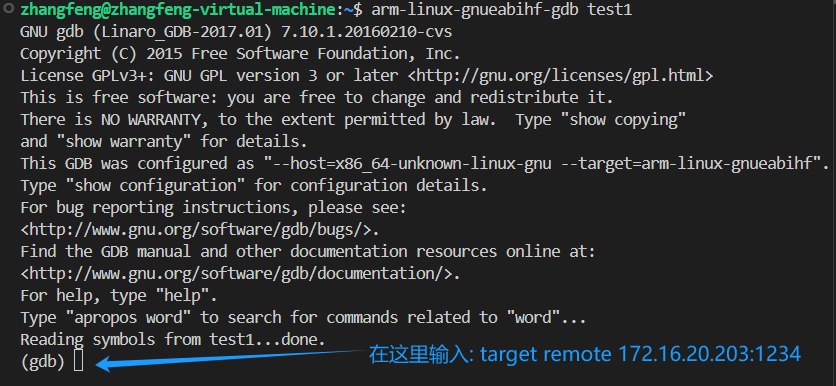 zhangfeng@zhangfeng-virtual-machine:~$ arm-linux-gnueabihf-gdb test1
GNU gdb (Linaro_GDB-2017.01) 7.10.1.20160210-cvs
Copyright (C) 2015 Free Software Foundation, Inc.
License GPLv3+: GNU GPL version 3 or later <http://gnu.org/licenses/gpl.html>
This is free software: you are free to change and redistribute it.
There is NO WARRANTY, to the extent permitted by law.  Type "show copying"
and "show warranty" for details.
This GDB was configured as "--host=x86_64-unknown-linux-gnu --target=arm-linux-gnueabihf".
Type "show configuration" for configuration details.
For bug reporting instructions, please see:
<http://www.gnu.org/software/gdb/bugs/>.
Find the GDB manual and other documentation resources online at:
<http://www.gnu.org/software/gdb/documentation/>.
For help, type "help".
Type "apropos word" to search for commands related to "word"...
Reading symbols from test1...done.
(gdb)
在这里输入: target remote 172.16.20.203:1234